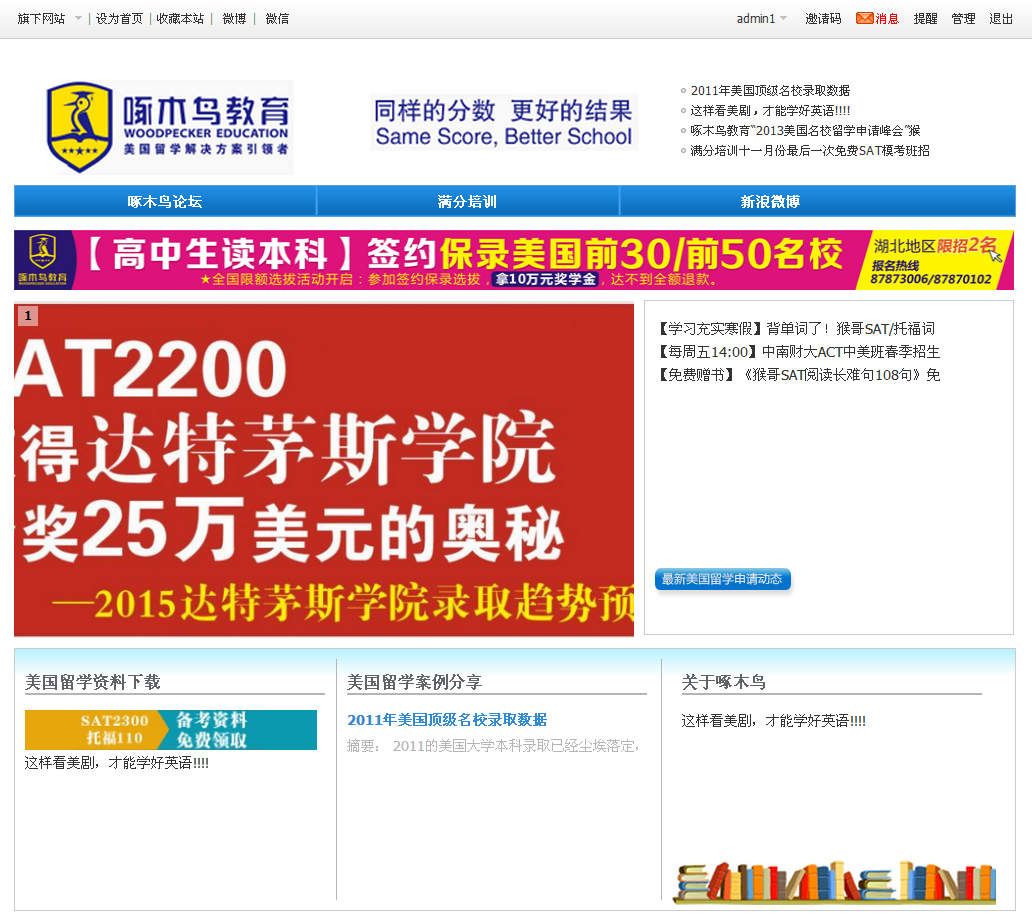 旗下网站 | 设为首页 | 收藏本站 | 微博 | 微信
admin1 邀请码 消息 提醒 管理 退出
啄木鸟教育
WOODPECKER EDUCATION
美国留学解决方案引领者
同样的分数 更好的结果
Same Score, Better School
2011年美国顶级名校录取数据
这样看美剧，才能学好英语!!!!
啄木鸟教育"2013美国名校留学申请峰会"猴
满分培训十一月份最后一次免费SAT模考班招
啄木鸟论坛 满分培训 新浪微博
啄木鸟教育
【高中生读本科】签约保录美国前30/前50名校
★全国限额选拔活动开启：参加签约保录选拔，拿10万元奖学金，达不到全额退款。
湖北地区限招2名
报名热线
87873006/87870102
1
AT2200
得达特茅斯学院
奖25万美元的奥秘
—2015达特茅斯学院录取趋势预
【学习充实寒假】背单词了！猴哥SAT/托福词
【每周五14:00】中南财大ACT中美班春季招生
【免费赠书】《猴哥SAT阅读长难句108句》免
最新美国留学申请动态
美国留学资料下载
SAT2300
托福110
备考资料
免费领取
这样看美剧，才能学好英语!!!!
美国留学案例分享
2011年美国顶级名校录取数据
摘要： 2011的美国大学本科录取已经尘埃落定，
关于啄木鸟
这样看美剧，才能学好英语!!!!